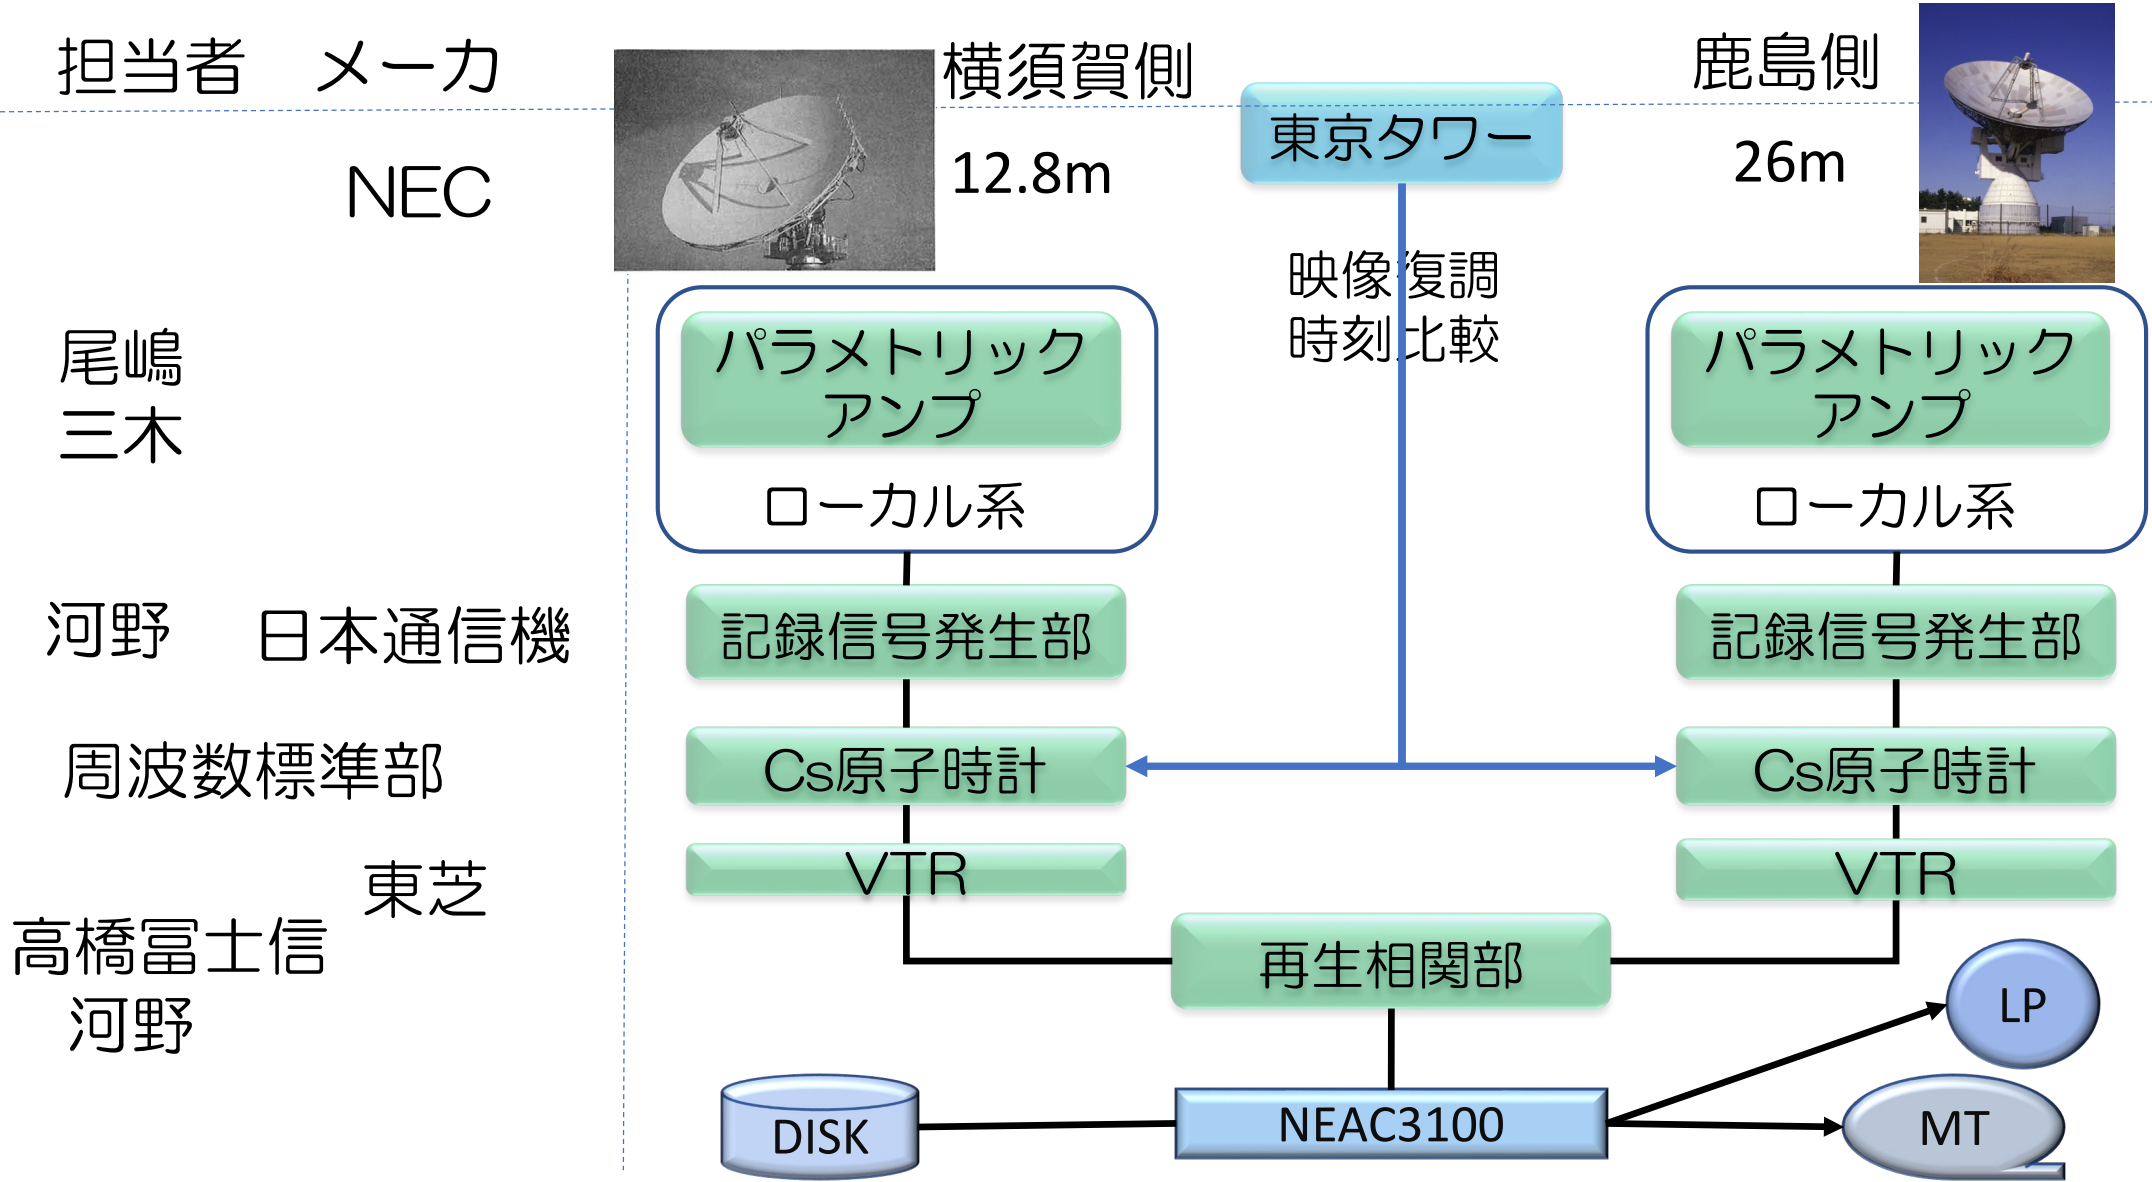 担当者 メーカ 横須賀側 鹿島側
東京タワー
NEC 12.8m 26m
映像復調
時刻比較
尾嶋
三木
パラメトリック
アンプ
ローカル系
パラメトリック
アンプ
ローカル系
河野 日本通信機 記録信号発生部 記録信号発生部
周波数標準部 Cs原子時計 Cs原子時計
東芝 VTR VTR
高橋冨士信 再生相関部
河野
LP
DISK NEAC3100 MT